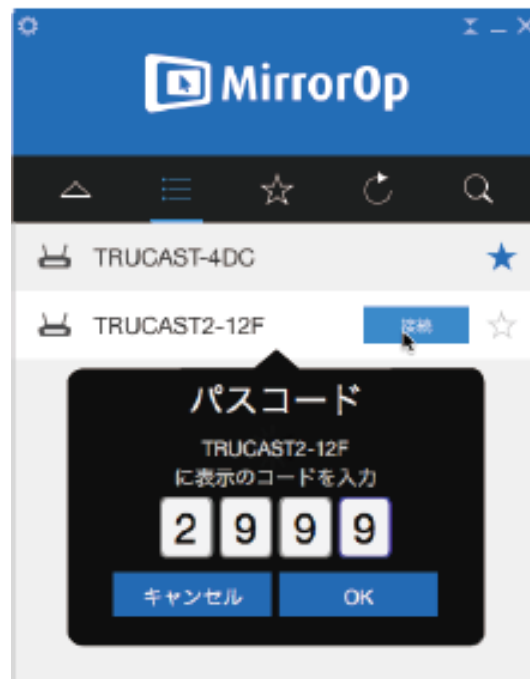 MirrorOp
TRUCAST-4DC
TRUCAST2-12F 接続
パスコード
TRUCAST2-12F
に表示のコードを入力
2 9 9 9
キャンセル OK